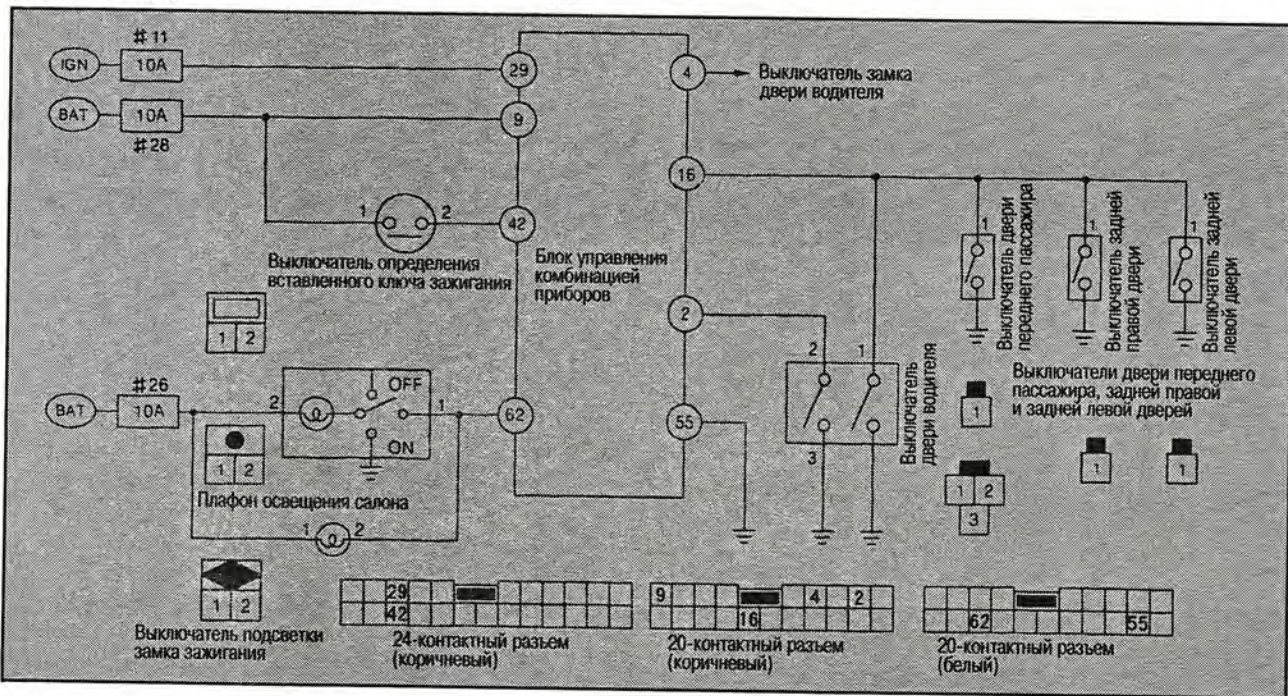 #11
IGN
10A
29
4
Выключатель замка
двери водителя
BAT
10A
9
#28
16
1
2
42
Выключатель определения
вставленного ключа зажигания
Блок управления
комбинацией
приборов
1
1
1
Выключатель двери
переднего пассажира
Выключатель задней
правой двери
Выключатель задней
левой двери
1 2
2
2
1
Выключатель
двери водителя
3
Выключатели двери переднего
пассажира, задней правой
и задней левой дверей
1
1
1
1 2
3
#26
BAT
10A
2
OFF
ON
1
62
55
1 2
Плафон освещения салона
1
2
1 2
Выключатель подсветки
замка зажигания
29
42
24-контактный разъем
(коричневый)
9 4 2
16
20-контактный разъем
(коричневый)
62 55
20-контактный разъем
(белый)